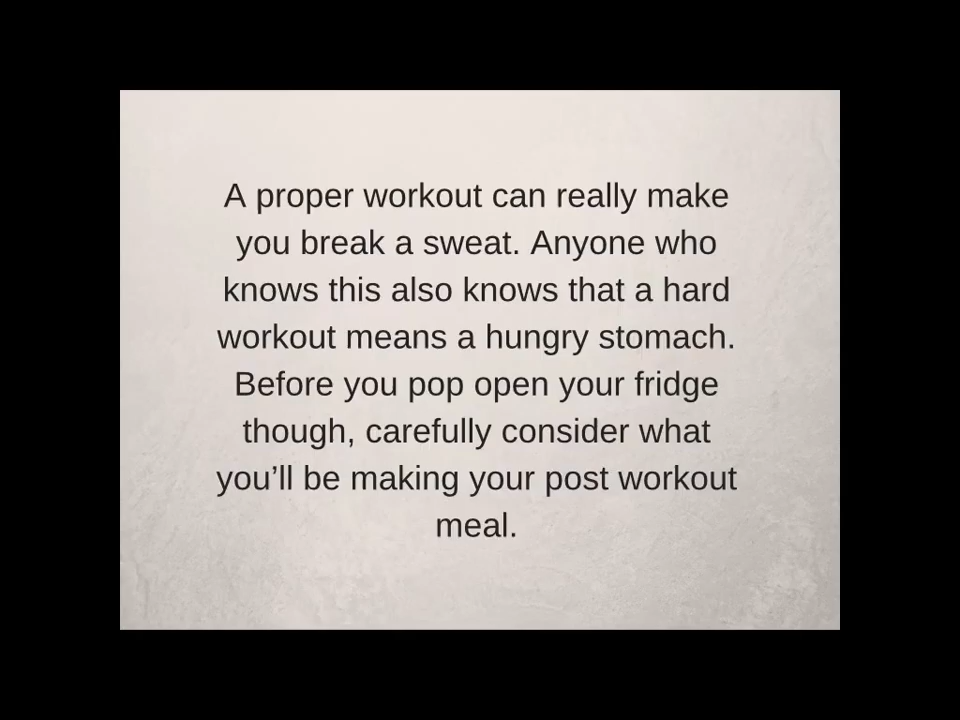 A proper workout can really make
you break a sweat. Anyone who
knows this also knows that a hard
workout means a hungry stomach.
Before you pop open your fridge
though, carefully consider what
you’ll be making your post workout
meal.